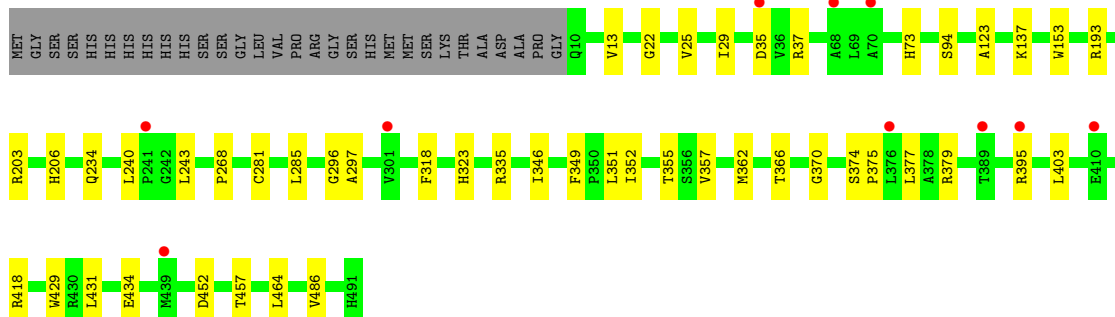 MET GLY SER SER HIS HIS HIS HIS HIS HIS SER SER GLY LEU VAL PRO ARG GLY SER HIS MET MET SER LYS THR ALA ASP ALA PRO GLY Q10 V13 G22 V25 I29 D35 V36 R37 A68 L69 A70 H73 S94 A123 K137 W153 R193
R203 H206 Q234 L240 P241 G242 L243 P268 C281 L285 G296 A297 V301 F318 H323 R335 I346 F349 P350 L351 I352 T355 S356 V357 M362 T366 G370 S374 P375 L376 L377 A378 R379 T389 R395 L403 E410
R418 W429 R430 L431 E434 M439 D452 T457 L464 V486 H491